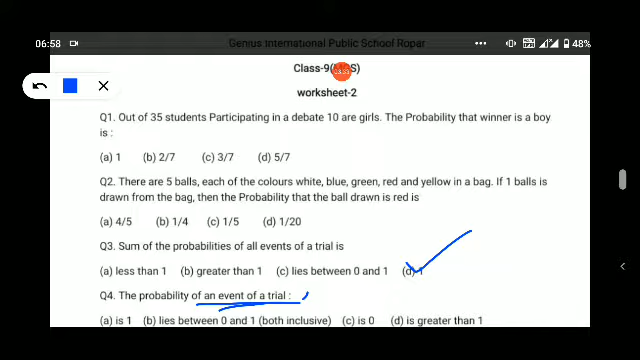 06:58
48%
Genius International Public School Ropar
Class-9(MCS)
worksheet-2
Q1. Out of 35 students Participating in a debate 10 are girls. The Probability that winner is a boy
is :
(a) 1 (b) 2/7 (c) 3/7 (d) 5/7
Q2. There are 5 balls, each of the colours white, blue, green, red and yellow in a bag. If 1 balls is
drawn from the bag, then the Probability that the ball drawn is red is
(a) 4/5 (b) 1/4 (c) 1/5 (d) 1/20
Q3. Sum of the probabilities of all events of a trial is
(a) less than 1 (b) greater than 1 (c) lies between 0 and 1 (d) 1
Q4. The probability of an event of a trial :
(a) is 1 (b) lies between 0 and 1 (both inclusive) (c) is 0 (d) is greater than 1